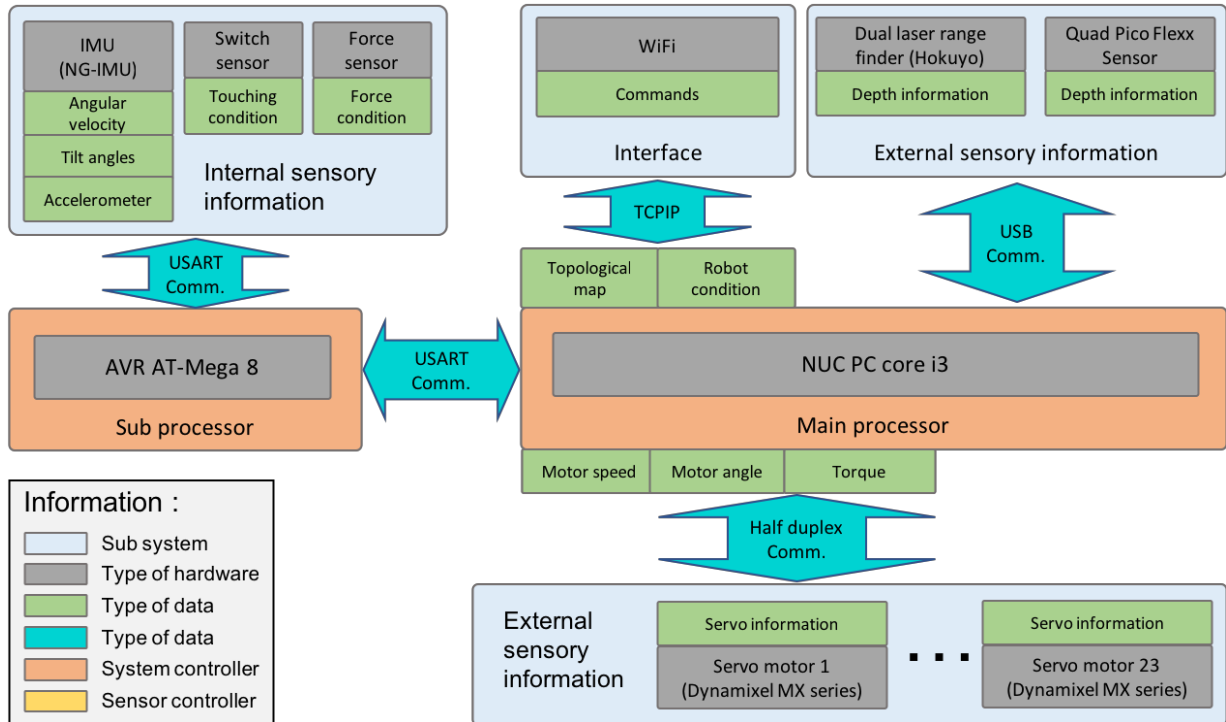 IMU
(NG-IMU)
Angular
velocity
Tilt angles
Accelerometer
Switch
sensor
Touching
condition
Force
sensor
Force
condition
Internal sensory
information
WiFi
Commands
Interface
Dual laser range
finder (Hokuyo)
Depth information
Quad Pico Flexx
Sensor
Depth information
External sensory information
USART
Comm.
TCPIP
USB
Comm.
Topological
map
Robot
condition
AVR AT-Mega 8
Sub processor
USART
Comm.
NUC PC core i3
Main processor
Motor speed
Motor angle
Torque
Half duplex
Comm.
Information :
Sub system
Type of hardware
Type of data
Type of data
System controller
Sensor controller
External
sensory
information
Servo information
Servo motor 1
(Dynamixel MX series)
...
Servo information
Servo motor 23
(Dynamixel MX series)